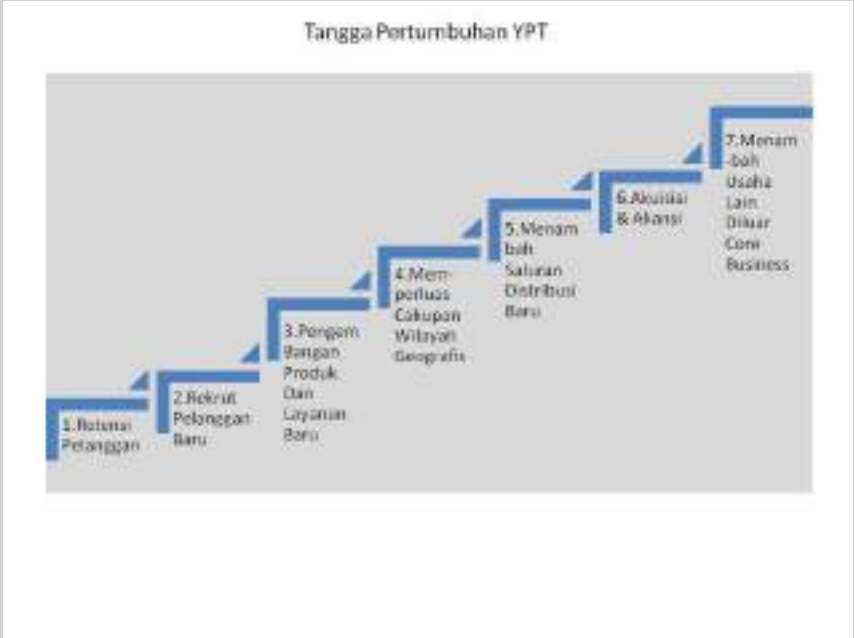 Tangga Pertumbuhan YPT
1.Retensi
Pelanggan
2.Rekrut
Pelanggan
Baru
3.Pengem
Bangan
Produk
Dan
Layanan
Baru
4.Mem-
perluas
Cakupan
Wilayah
Geografis
5.Menam
bah
Saluran
Distribusi
Baru
6.Akuisisi
& Aliansi
7.Menam
-bah
Usaha
Lain
Diluar
Core
Business